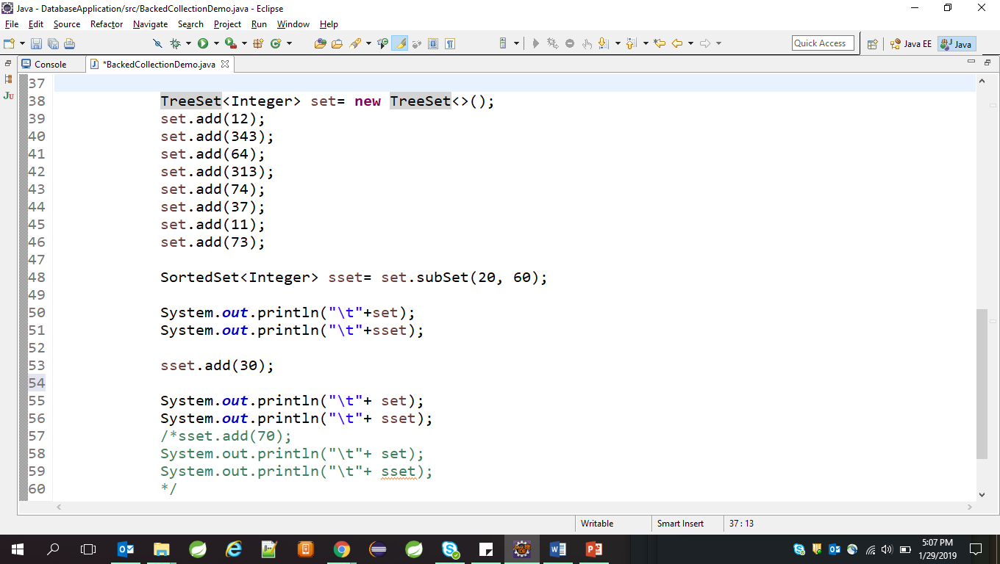 Java - DatabaseApplication/src/BackedCollectionDemo.java - Eclipse
File Edit Source Refactor Navigate Search Project Run Window Help
Quick Access Java EE Java
Console *BackedCollectionDemo.java
37
38 TreeSet<Integer> set= new TreeSet<>();
39 set.add(12);
40 set.add(343);
41 set.add(64);
42 set.add(313);
43 set.add(74);
44 set.add(37);
45 set.add(11);
46 set.add(73);
47
48 SortedSet<Integer> sset= set.subSet(20, 60);
49
50 System.out.println("\t"+set);
51 System.out.println("\t"+sset);
52
53 sset.add(30);
54
55 System.out.println("\t"+ set);
56 System.out.println("\t"+ sset);
57 /*sset.add(70);
58 System.out.println("\t"+ set);
59 System.out.println("\t"+ sset);
60 */
Writable Smart Insert 37 : 13
5:07 PM
1/29/2019